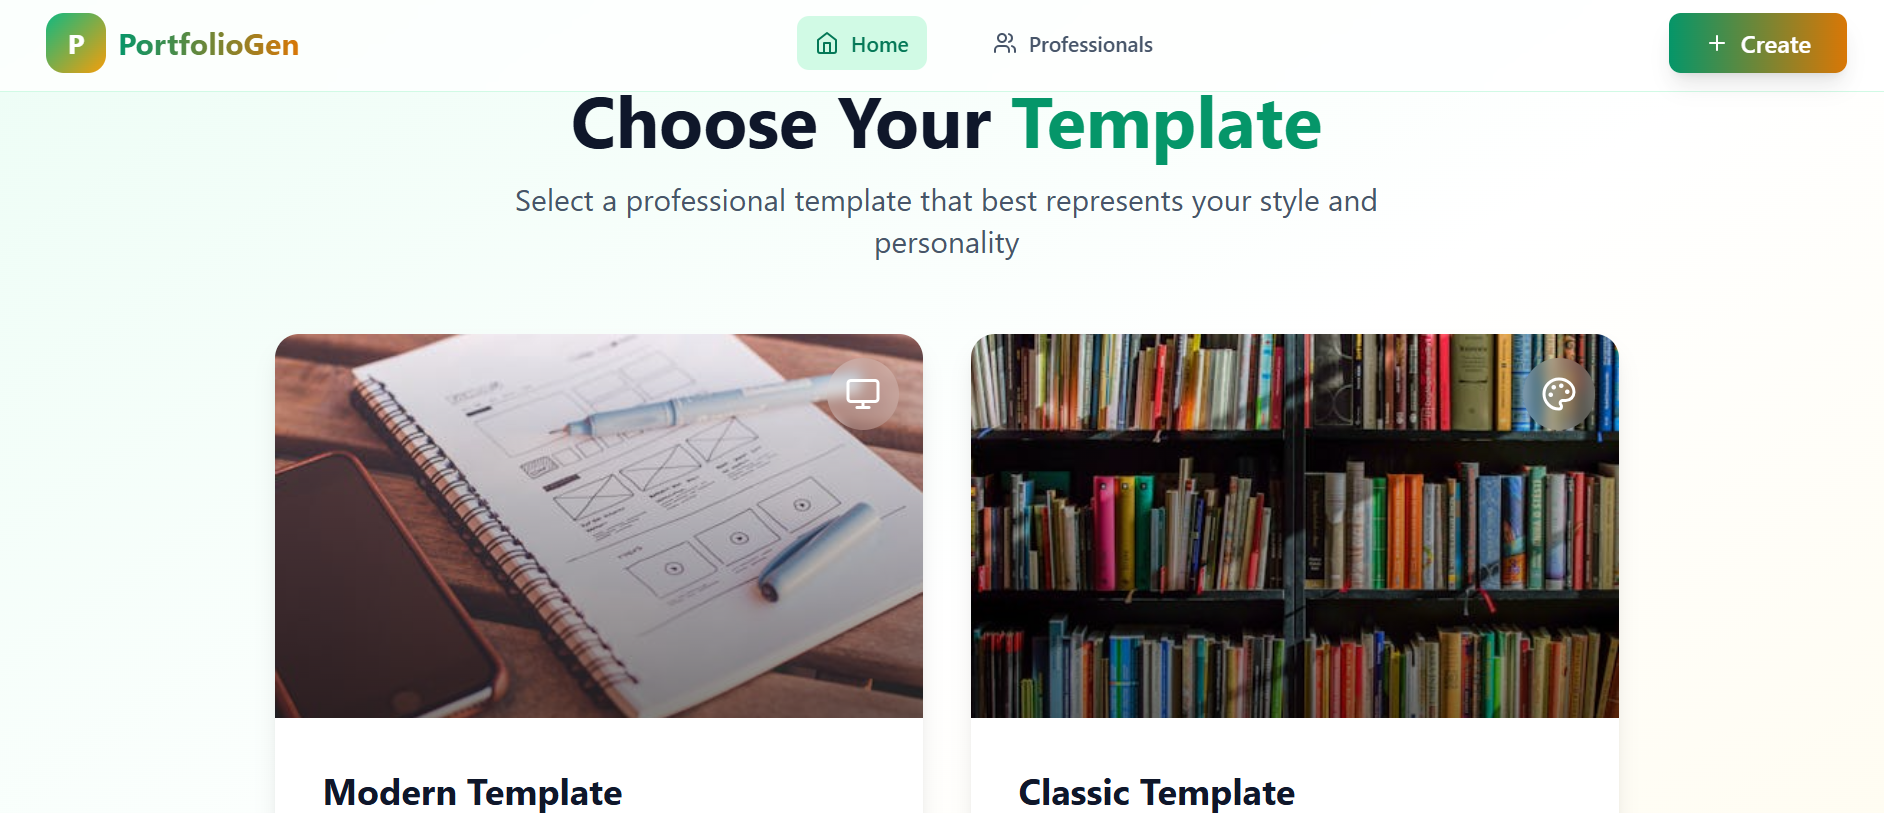 P
PortfolioGen
Home
Professionals
+ Create
Choose Your Template
Select a professional template that best represents your style and
personality
Modern Template
Classic Template